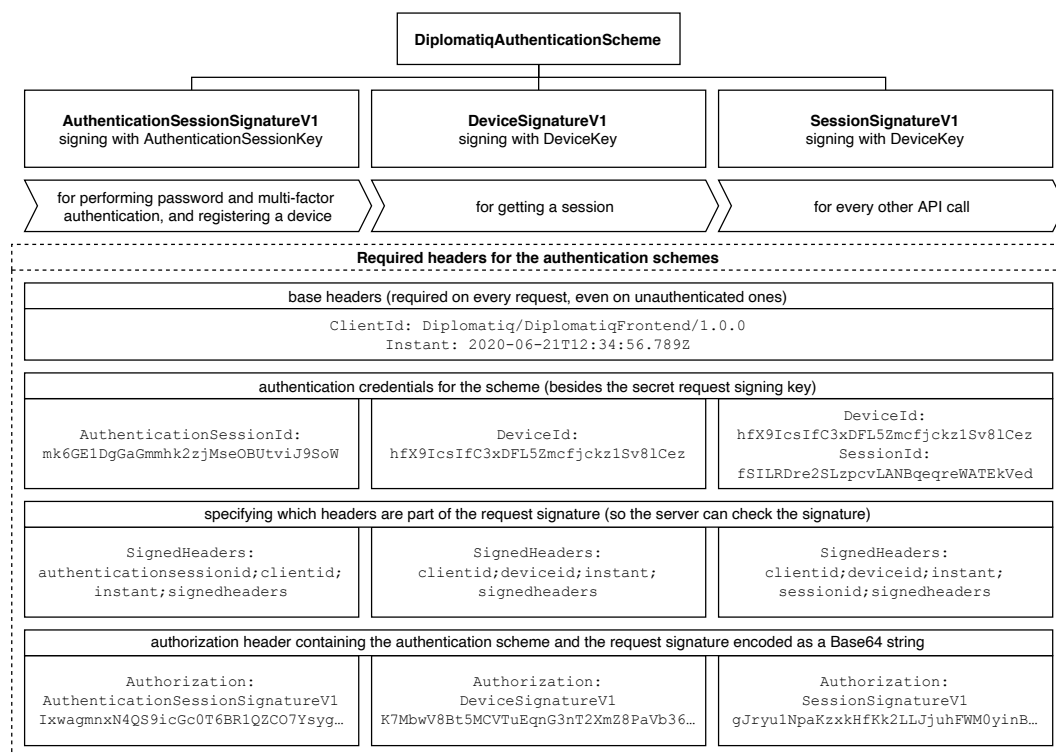 DiplomatiqAuthenticationScheme
AuthenticationSessionSignatureV1
signing with AuthenticationSessionKey
DeviceSignatureV1
signing with DeviceKey
SessionSignatureV1
signing with DeviceKey
for performing password and multi-factor
authentication, and registering a device
for getting a session
for every other API call
Required headers for the authentication schemes
base headers (required on every request, even on unauthenticated ones)
ClientId: Diplomatiq/DiplomatiqFrontend/1.0.0
Instant: 2020-06-21T12:34:56.789Z
authentication credentials for the scheme (besides the secret request signing key)
AuthenticationSessionId:
mk6GE1DgGaGmmhk2zjMseOBUtviJ9SoW
DeviceId:
hfX9IcsIfC3xDFL5Zmcfjckz1Sv8lCez
DeviceId:
hfX9IcsIfC3xDFL5Zmcfjckz1Sv8lCez
SessionId:
fSILRDre2SLzpcvLANBqeqreWATEkVed
specifying which headers are part of the request signature (so the server can check the signature)
SignedHeaders:
authenticationsessionid;clientid;
instant;signedheaders
SignedHeaders:
clientid;deviceid;instant;
signedheaders
SignedHeaders:
clientid;deviceid;instant;
sessionid;signedheaders
authorization header containing the authentication scheme and the request signature encoded as a Base64 string
Authorization:
AuthenticationSessionSignatureV1
IxwagmnxN4QS9icGc0T6BR1QZCO7Ysyg…
Authorization:
DeviceSignatureV1
K7MbwV8Bt5MCVTuEqnG3nT2XmZ8PaVb36…
Authorization:
SessionSignatureV1
gJryu1NpaKzxkHfKk2LLJjuhFWM0yinB…